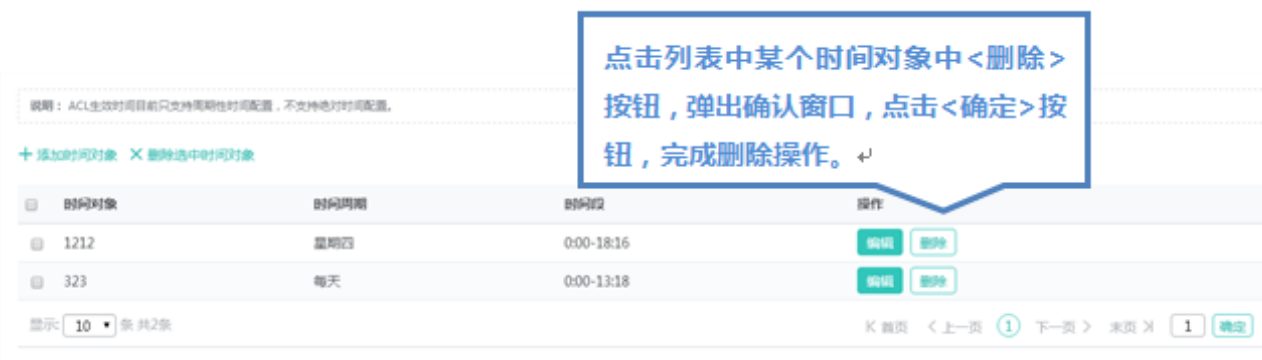 点击列表中某个时间对象中<删除>
按钮，弹出确认窗口，点击<确定>按
钮，完成删除操作。↵
说明： ACL生效时间目前只支持周期性时间配置，不支持绝对时间配置。
+ 添加时间对象 × 删除选中时间对象
时间对象 时间周期 时间段 操作
1212 星期四 0:00-18:16 编辑 删除
323 每天 0:00-13:18 编辑 删除
显示: 10 条 共2条 首页 < 上一页 1 下一页 > 末页 1 确定